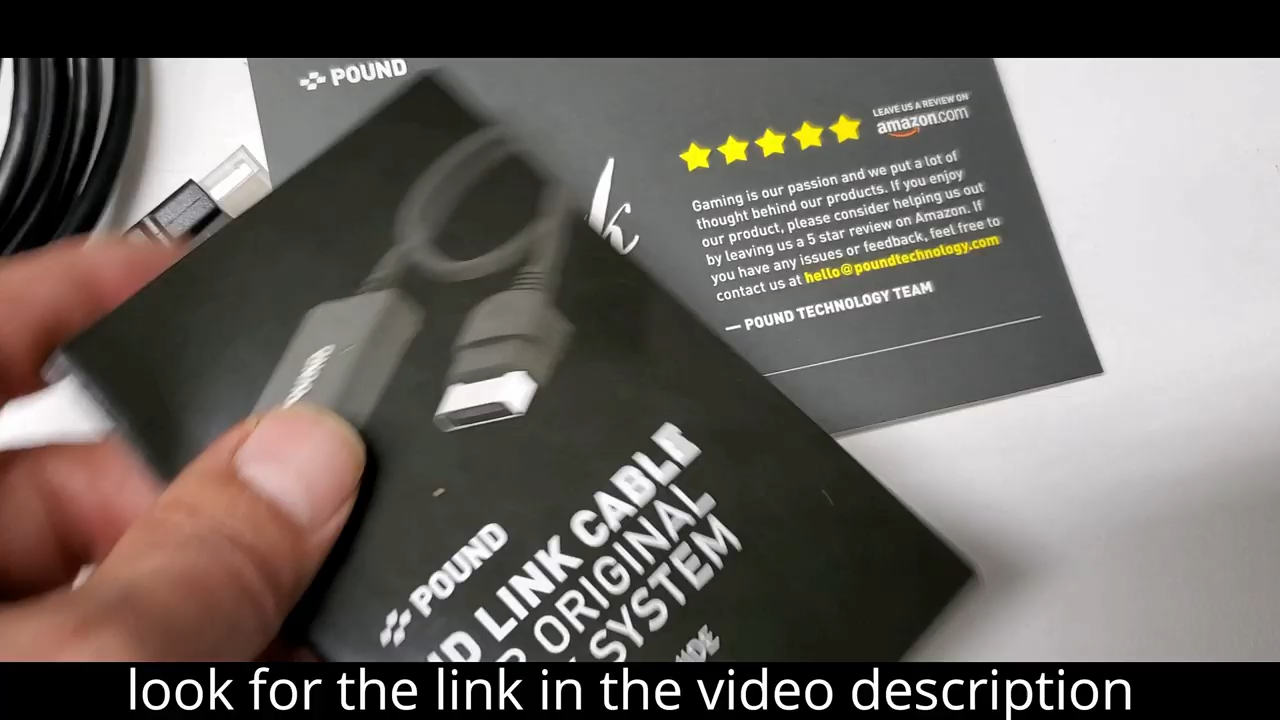 POUND
LEAVE US A REVIEW ON
amazon.com
Gaming is our passion and we put a lot of
thought behind our products. If you enjoy
our product, please consider helping us out
by leaving us a 5 star review on Amazon. If
you have any issues or feedback, feel free to
contact us at hello@poundtechnology.com
— POUND TECHNOLOGY TEAM
POUND
POUND
LINK CABLE
ORIGINAL
SYSTEM
look for the link in the video description